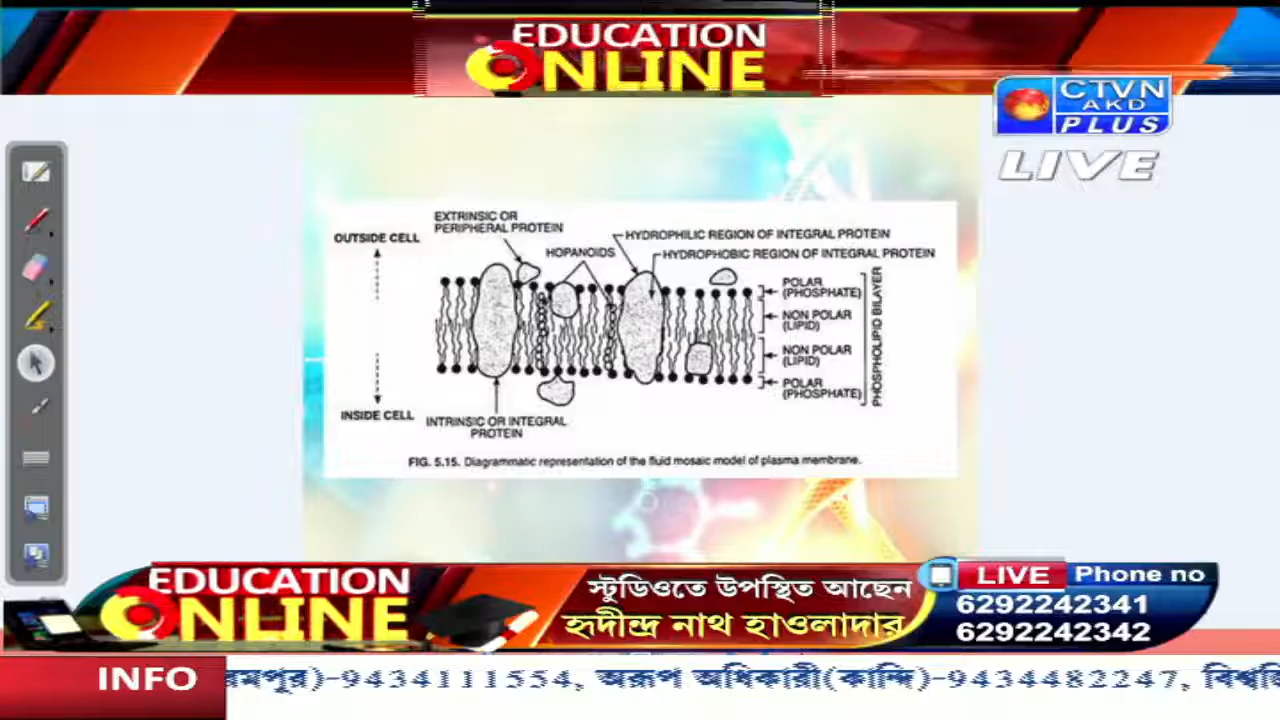 EDUCATION
ONLINE
CTVN
AKD
PLUS
LIVE
EXTRINSIC OR
PERIPHERAL PROTEIN
OUTSIDE CELL
HOPANOIDS
HYDROPHILIC REGION OF INTEGRAL PROTEIN
HYDROPHOBIC REGION OF INTEGRAL PROTEIN
POLAR
(PHOSPHATE)
NON POLAR
(LIPID)
NON POLAR
(LIPID)
POLAR
(PHOSPHATE)
PHOSPHOLIPID BILAYER
INSIDE CELL
INTRINSIC OR INTEGRAL
PROTEIN
FIG. 5.15. Diagrammatic representation of the fluid mosaic model of plasma membrane.
EDUCATION
ONLINE
স্টুডিওতে উপস্থিত আছেন
হৃদীন্দ্র নাথ হাওলাদার
LIVE Phone no
6292242341
6292242342
INFO রমপুর)-9434111554, অরূপ অধিকারী(কান্দি)-9434482247,